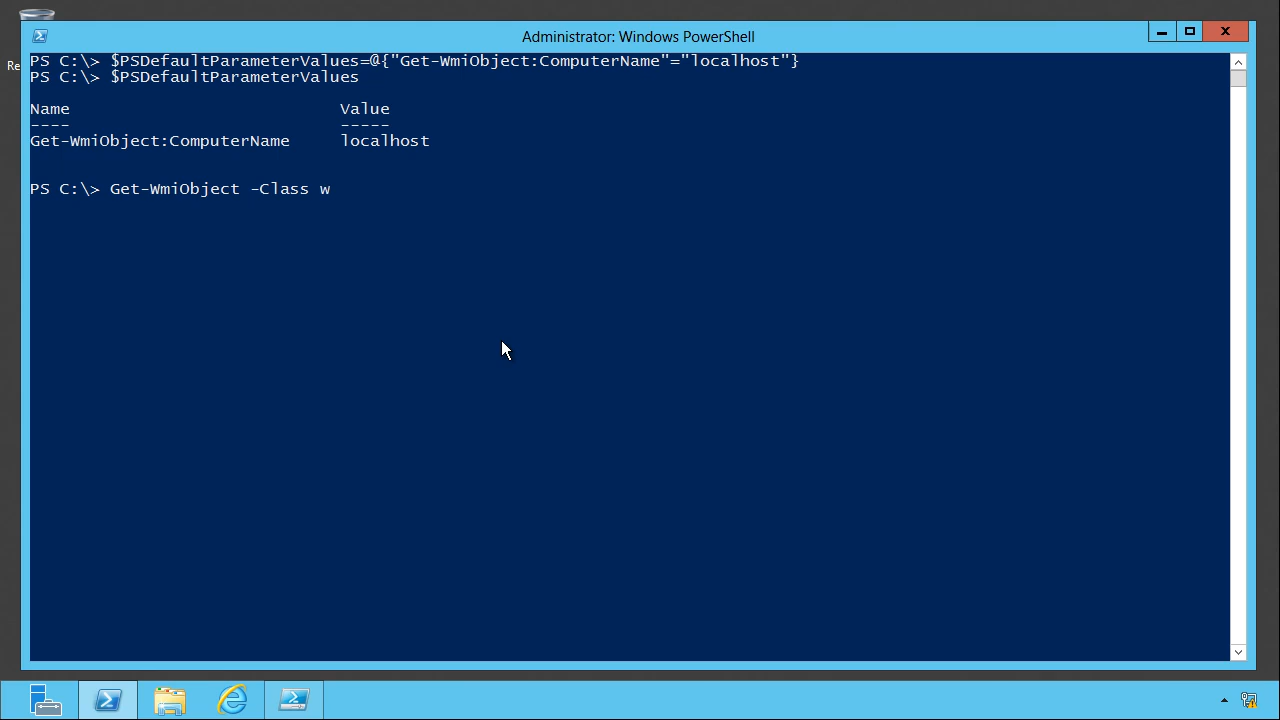 Administrator: Windows PowerShell
Re
PS C:\> $PSDefaultParameterValues=@{"Get-WmiObject:ComputerName"="localhost"}
PS C:\> $PSDefaultParameterValues
Name                           Value
----                           -----
Get-WmiObject:ComputerName     localhost
PS C:\> Get-WmiObject -Class w